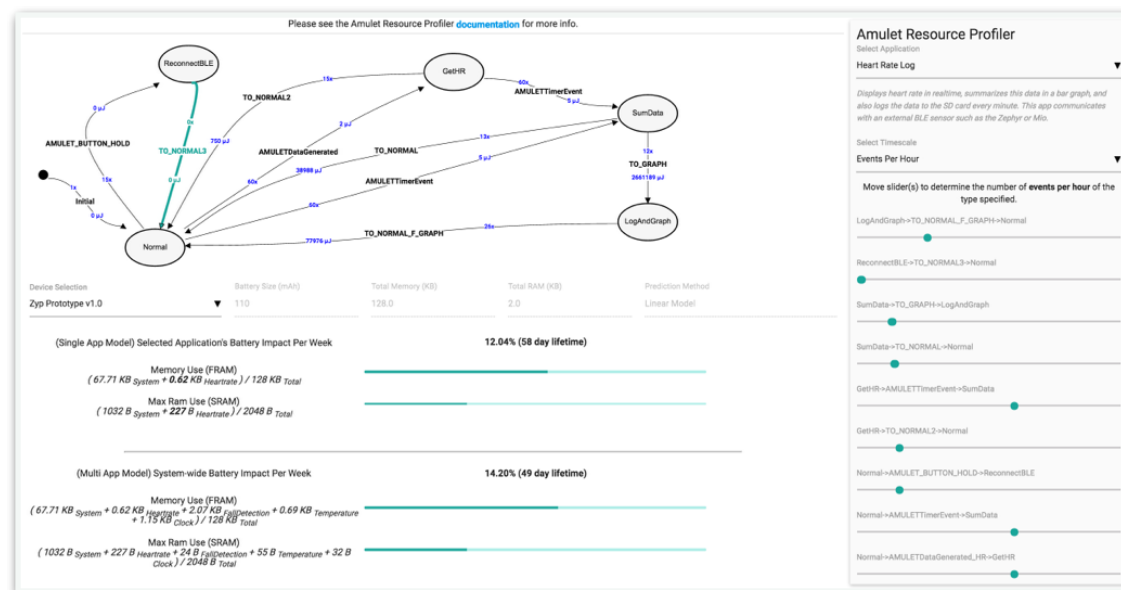 Please see the Amulet Resource Profiler documentation for more info.
ReconnectBLE
GetHR
SumData
LogAndGraph
Normal
15x
TO_NORMAL2
750 µJ
60x
AMULETTimerEvent
5 µJ
0 µJ
AMULET_BUTTON_HOLD
15x
0x
TO_NORMAL3
0 µJ
2 µJ
AMULETDataGenerated
60x
13x
TO_NORMAL
38988 µJ
5 µJ
AMULETTimerEvent
60x
12x
TO_GRAPH
2661189 µJ
1x
Initial
0 µJ
TO_NORMAL_F_GRAPH
77976 µJ
Device Selection
Zyp Prototype v1.0
Battery Size (mAh)
110
Total Memory (KB)
128.0
Total RAM (KB)
2.0
Prediction Method
Linear Model
(Single App Model) Selected Application's Battery Impact Per Week
12.04% (58 day lifetime)
Memory Use (FRAM)
( 67.71 KB System + 0.62 KB Heartrate ) / 128 KB Total
Max Ram Use (SRAM)
( 1032 B System + 227 B Heartrate ) / 2048 B Total
(Multi App Model) System-wide Battery Impact Per Week
14.20% (49 day lifetime)
Memory Use (FRAM)
( 67.71 KB System + 0.62 KB Heartrate + 2.07 KB FallDetection + 0.69 KB Temperature
+ 1.15 KB Clock ) / 128 KB Total
Max Ram Use (SRAM)
( 1032 B System + 227 B Heartrate + 24 B FallDetection + 55 B Temperature + 32 B
Clock ) / 2048 B Total
Amulet Resource Profiler
Select Application
Heart Rate Log
Displays heart rate in realtime, summarizes this data in a bar graph, and
also logs the data to the SD card every minute. This app communicates
with an external BLE sensor such as the Zephyr or Mio.
Select Timescale
Events Per Hour
Move slider(s) to determine the number of events per hour of the
type specified.
LogAndGraph->TO_NORMAL_F_GRAPH->Normal
ReconnectBLE->TO_NORMAL3->Normal
SumData->TO_GRAPH->LogAndGraph
SumData->TO_NORMAL->Normal
GetHR->AMULETTimerEvent->SumData
GetHR->TO_NORMAL2->Normal
Normal->AMULET_BUTTON_HOLD->ReconnectBLE
Normal->AMULETTimerEvent->SumData
Normal->AMULETDataGenerated_HR->GetHR